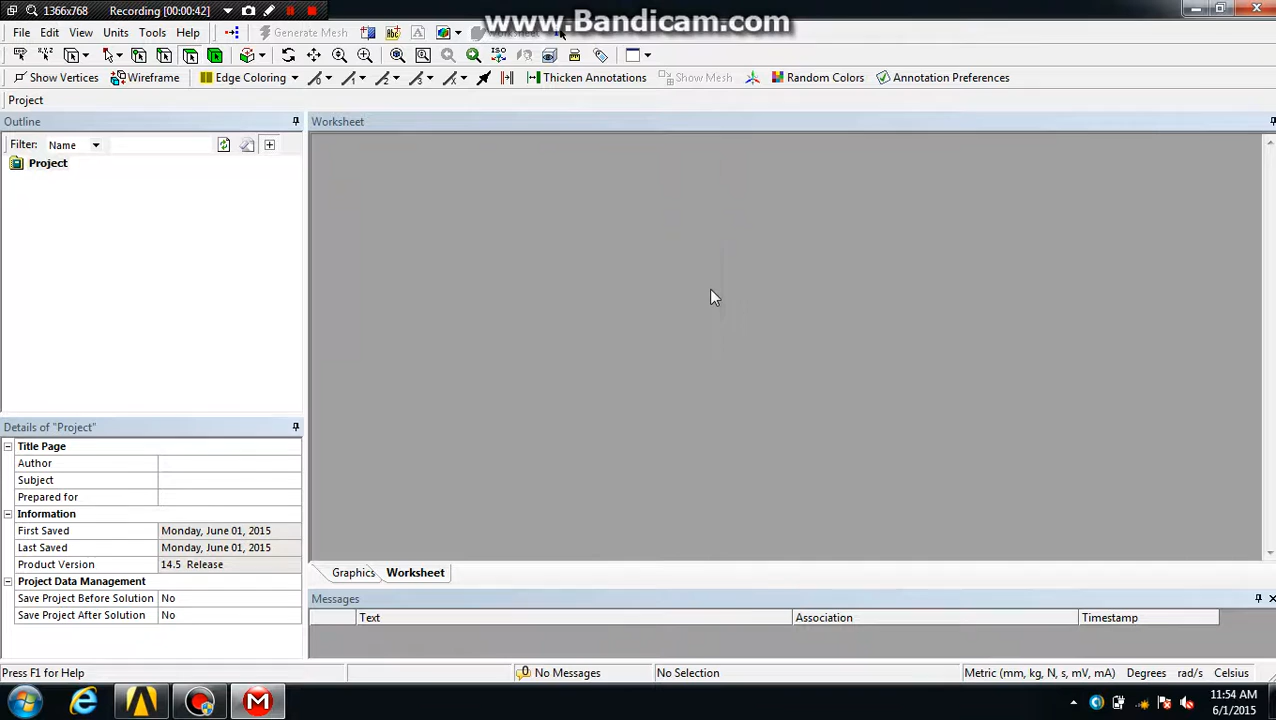 1366x768 Recording [00:00:42]
www.Bandicam.com
File Edit View Units Tools Help Generate Mesh
Show Vertices Wireframe Edge Coloring Thicken Annotations Show Mesh Random Colors Annotation Preferences
Project
Outline
Worksheet
Filter: Name
Project
Details of "Project"
Title Page
Author
Subject
Prepared for
Information
First Saved Monday, June 01, 2015
Last Saved Monday, June 01, 2015
Product Version 14.5 Release
Project Data Management
Save Project Before Solution No
Save Project After Solution No
Graphics Worksheet
Messages
Text Association Timestamp
Press F1 for Help No Messages No Selection Metric (mm, kg, N, s, mV, mA) Degrees rad/s Celsius
11:54 AM
6/1/2015